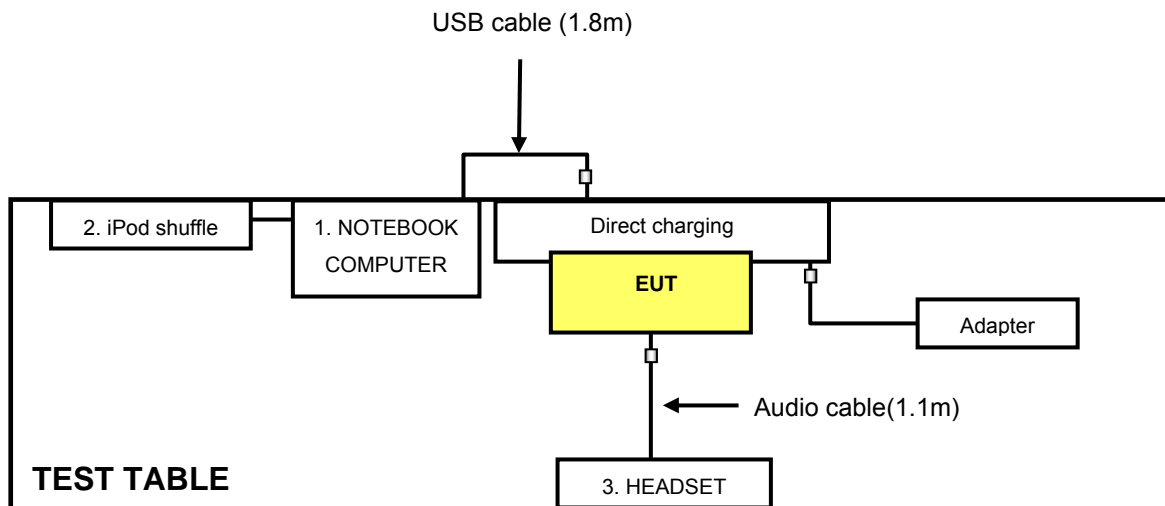 USB cable (1.8m)
2. iPod shuffle
1. NOTEBOOK
COMPUTER
Direct charging
EUT
Adapter
Audio cable(1.1m)
TEST TABLE
3. HEADSET